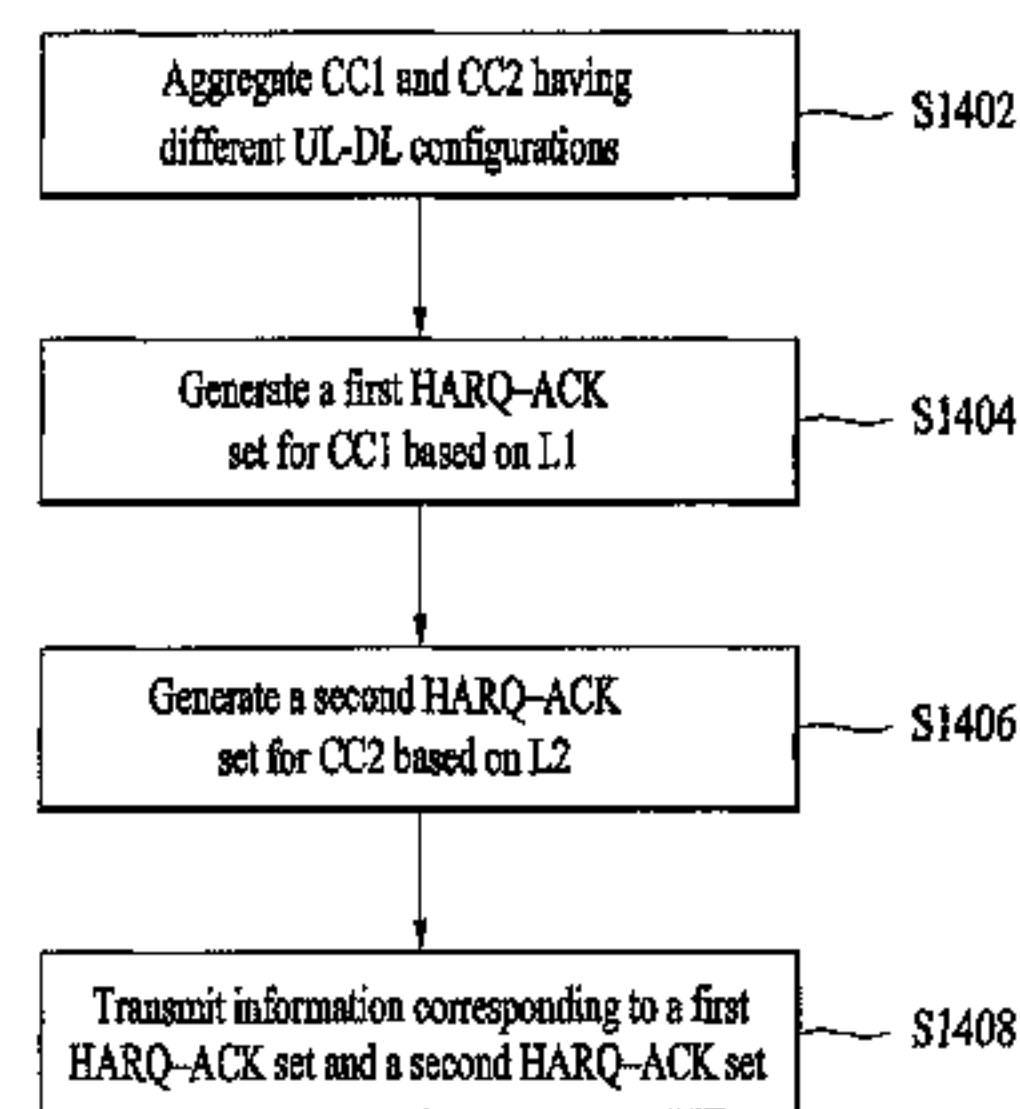 Aggregate CC1 and CC2 having
different UL-DL configurations
S1402
Generate a first HARQ-ACK
set for CC1 based on L1
S1404
Generate a second HARQ-ACK
set for CC2 based on L2
S1406
Transmit information corresponding to a first
HARQ-ACK set and a second HARQ-ACK set
S1408